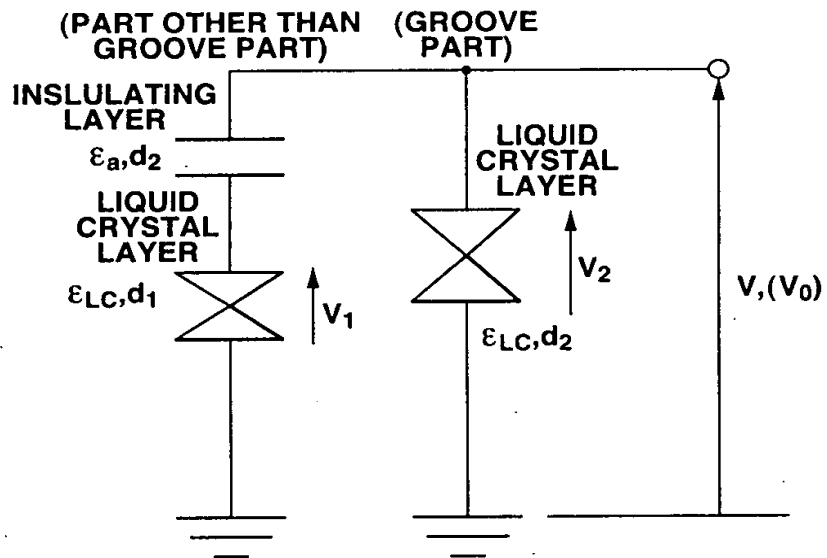 (PART OTHER THAN
GROOVE PART)
(GROOVE
PART)
INSLULATING
LAYER
εa,d2
LIQUID
CRYSTAL
LAYER
εLC,d1
V1
LIQUID
CRYSTAL
LAYER
V2
εLC,d2
V,(V0)